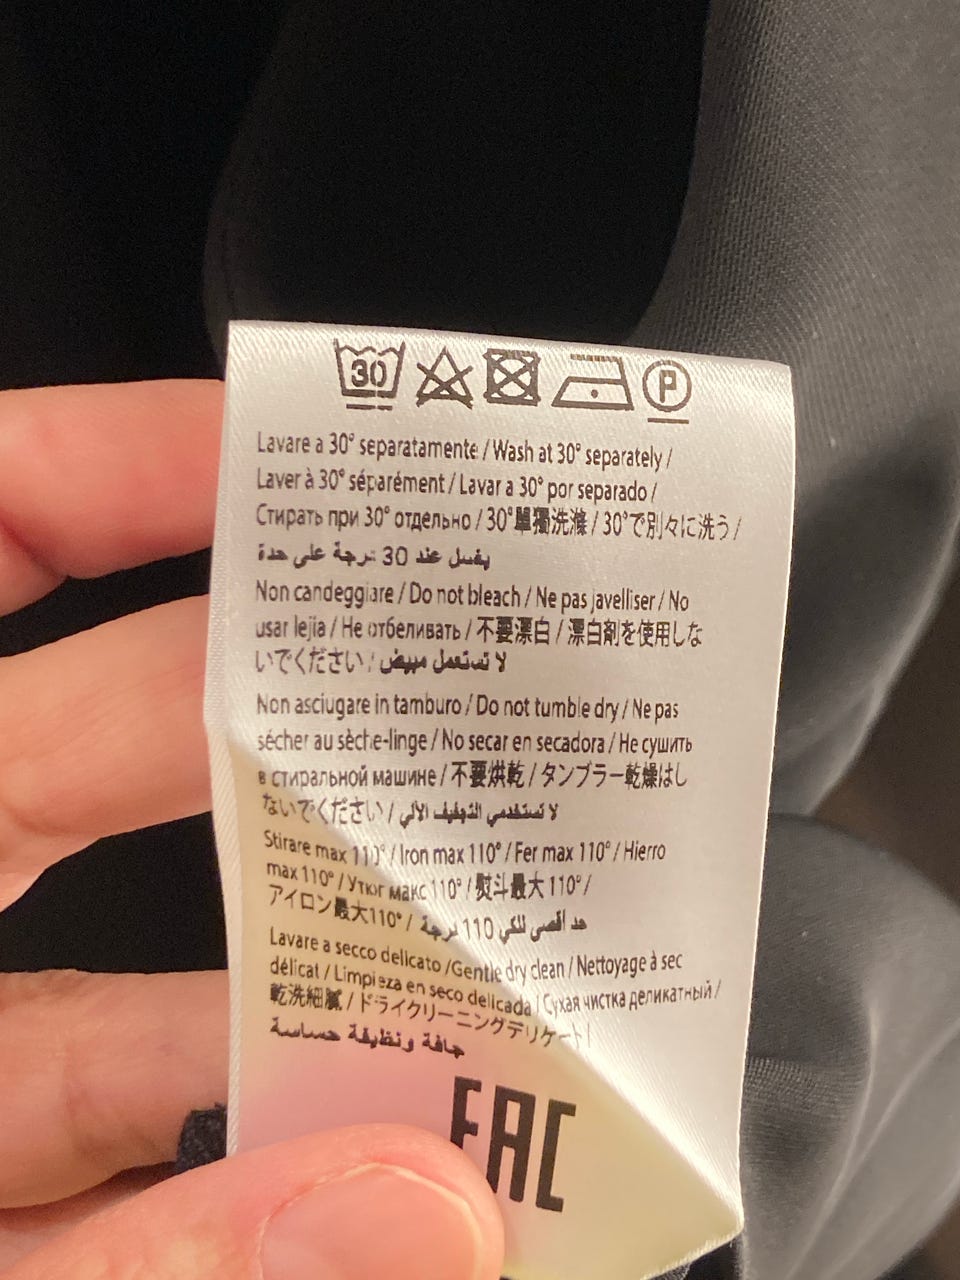 30 P
Lavare a 30° separatamente / Wash at 30° separately /
Laver à 30° séparément / Lavar a 30° por separado /
Стирать при 30° отдельно / 30°單獨洗滌 / 30°で別々に洗う /
يغسل عند 30 درجة على حدة
Non candeggiare / Do not bleach / Ne pas javelliser / No
usar lejia / Не отбеливать / 不要漂白 / 漂白剤を使用しな
いでください / لا تستعمل مبيض
Non asciugare in tamburo / Do not tumble dry / Ne pas
sécher au sèche-linge / No secar en secadora / Не сушить
в стиральной машине / 不要烘乾 / タンブラー乾燥はし
ないでください / لا تستخدمي التجفيف الآلي
Stirare max 110° / Iron max 110° / Fer max 110° / Hierro
max 110° / Утюг макс 110° / 熨斗最大 110° /
アイロン最大110° / حد أقصى للكي 110 درجة
Lavare a secco delicato /Gentle dry clean / Nettoyage à sec
délicat / Limpieza en seco delicada / Сухая чистка деликатный /
乾洗細膩 / ドライクリーニングデリケート /
جافة ونظيفة حساسة
EAC